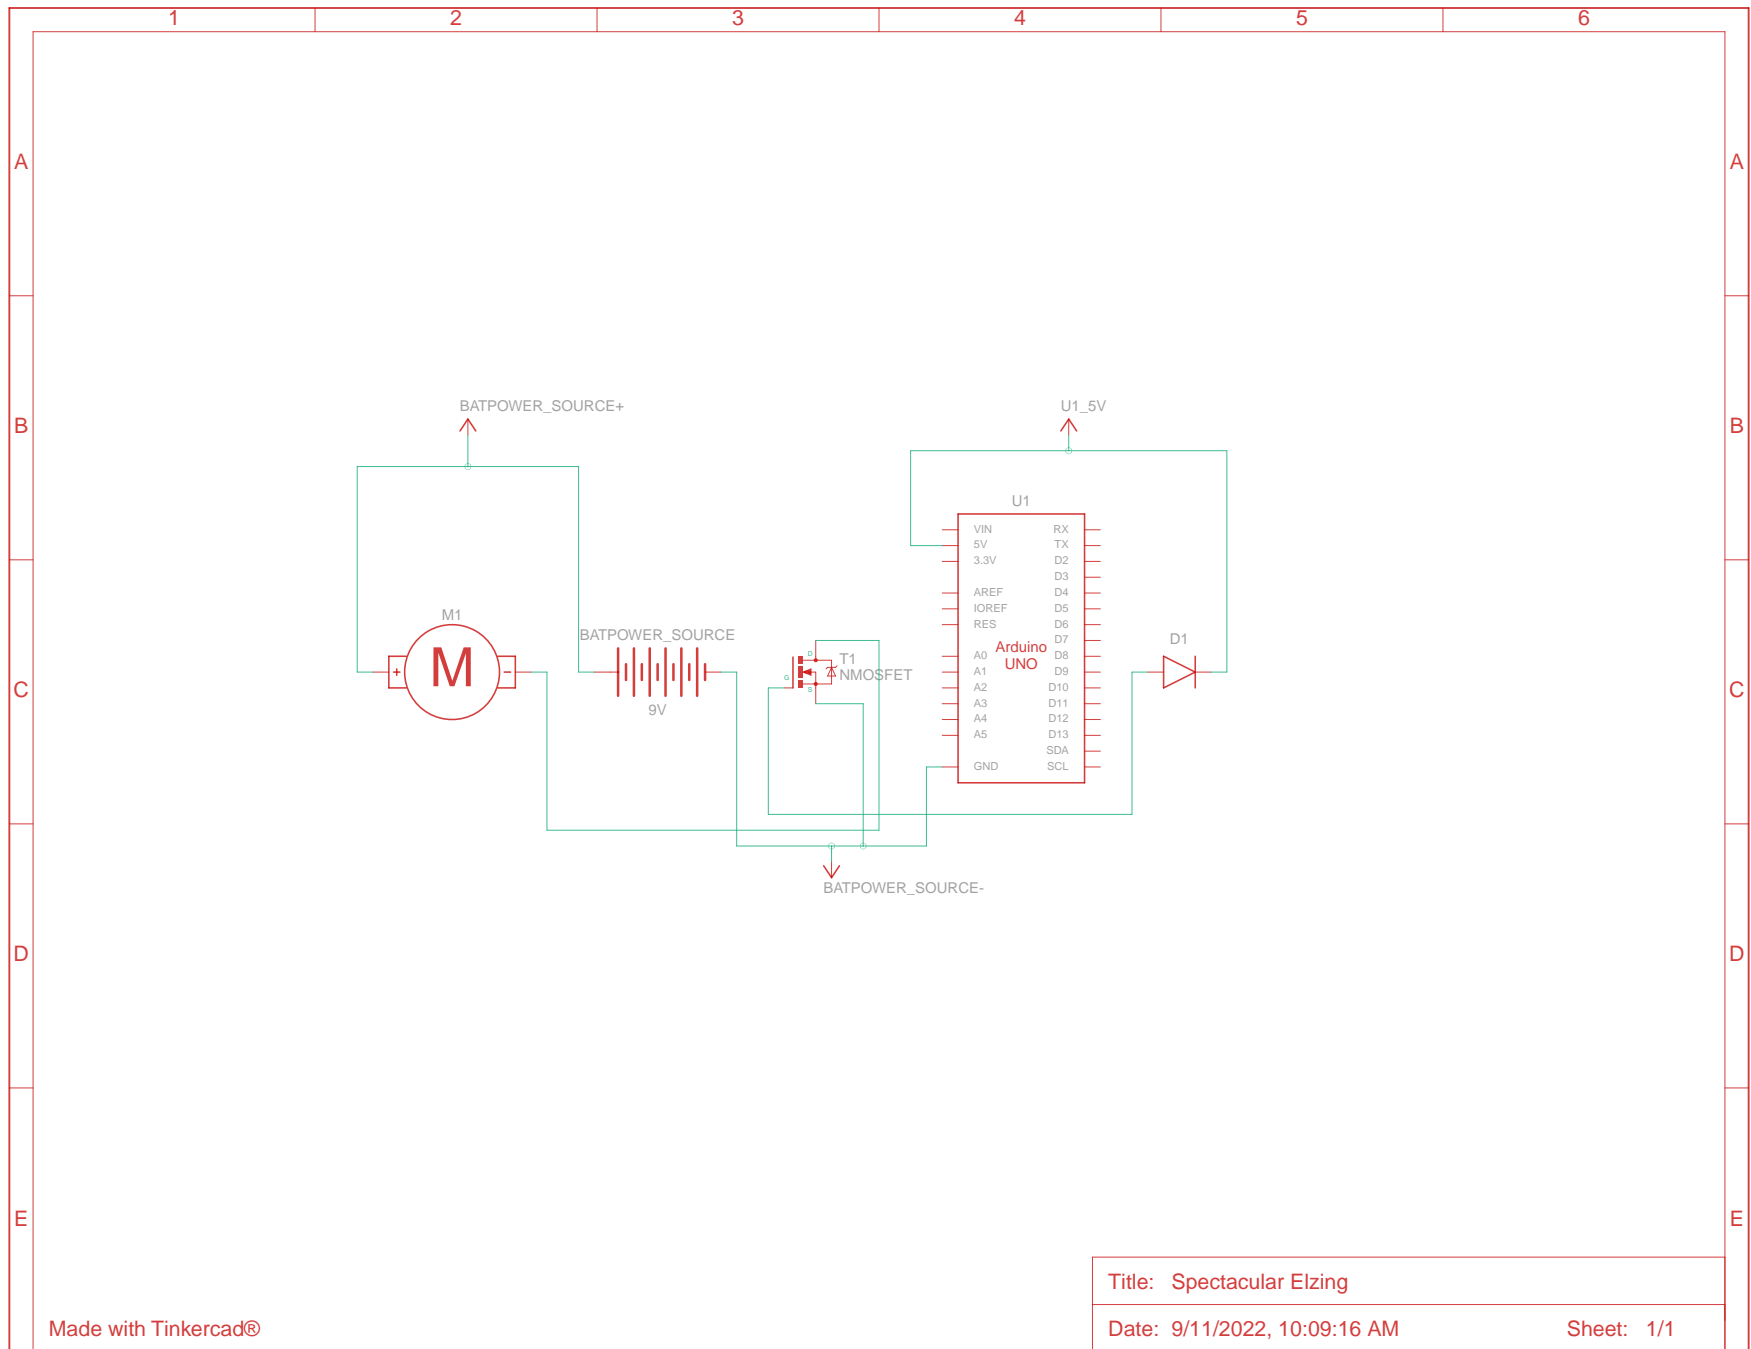 1 2 3 4 5 6
A A
BATPOWER_SOURCE+ U1_5V
B B
U1
VIN RX
5V TX
3.3V D2
D3
AREF D4
IOREF D5
RES D6
D7
A0 D8
A1 D9
A2 D10
A3 D11
A4 D12
A5 D13
SDA
GND SCL
Arduino
UNO
M1
+ M -
BATPOWER_SOURCE
9V
D
G
S
T1
NMOSFET
D1
C C
BATPOWER_SOURCE-
D D
E E
Title: Spectacular Elzing
Made with Tinkercad®
Date: 9/11/2022, 10:09:16 AM Sheet: 1/1